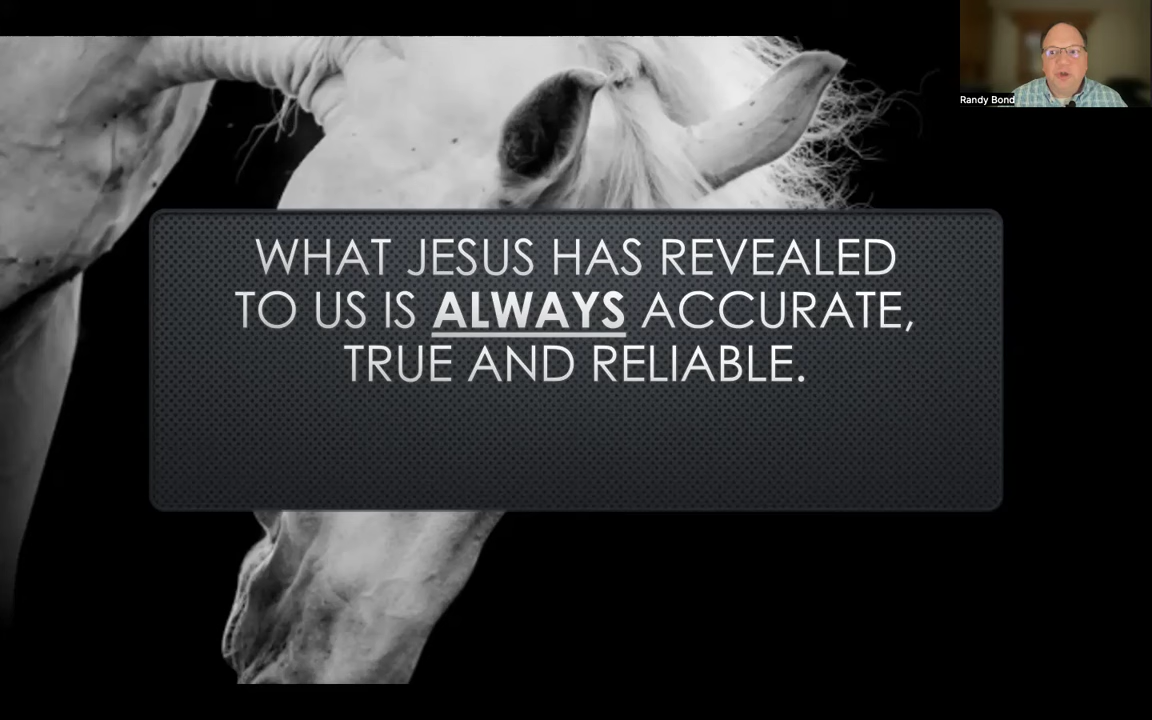 Randy Bond
WHAT JESUS HAS REVEALED
TO US IS ALWAYS ACCURATE,
TRUE AND RELIABLE.